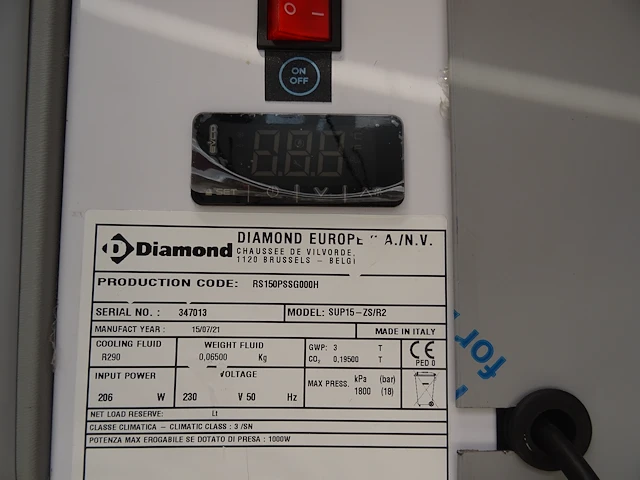 O I
ON
OFF
EVCO
SET
Diamond
DIAMOND EUROPE A./N.V.
CHAUSSEE DE VILVORDE,
1120 BRUSSELS - BELGI
PRODUCTION CODE: RS150PSSG000H
SERIAL NO. : 347013 MODEL: SUP15-ZS/R2
MANUFACT YEAR : 15/07/21 MADE IN ITALY
COOLING FLUID WEIGHT FLUID GWP: 3 T CE
R290 0,06500 Kg CO2 0,19500 T PED 0
INPUT POWER VOLTAGE MAX PRESS. kPa (bar)
206 W 230 V 50 Hz 1800 (18)
NET LOAD RESERVE: Lt
CLASSE CLIMATICA - CLIMATIC CLASS : 3 /SN
POTENZA MAX EROGABILE SE DOTATO DI PRESA : 1000W
for